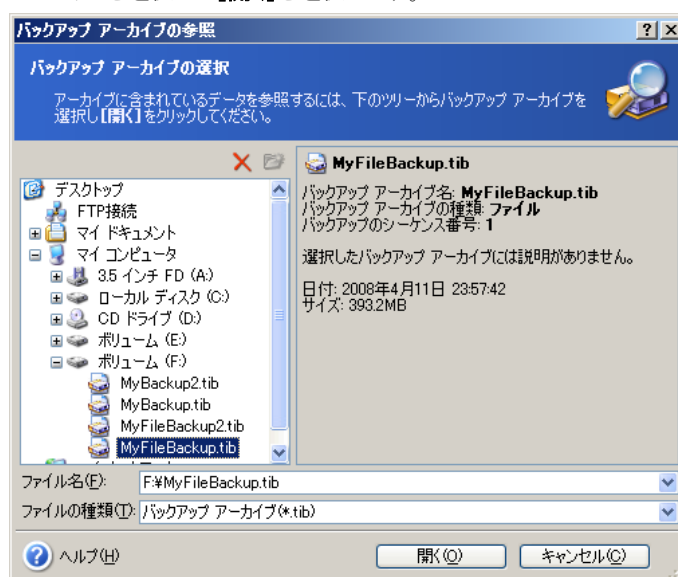 バックアップ アーカイブの参照
バックアップ アーカイブの選択
アーカイブに含まれているデータを参照するには、下のツリーからバックアップ アーカイブを
選択し[開く]をクリックしてください。
デスクトップ
FTP接続
マイ ドキュメント
マイ コンピュータ
3.5 インチ FD (A:)
ローカル ディスク (C:)
CD ドライブ (D:)
ボリューム (E:)
ボリューム (F:)
MyBackup2.tib
MyBackup.tib
MyFileBackup2.tib
MyFileBackup.tib
MyFileBackup.tib
バックアップ アーカイブ名: MyFileBackup.tib
バックアップ アーカイブの種類: ファイル
バックアップのシーケンス番号: 1
選択したバックアップ アーカイブには説明がありません。
日付: 2008年4月11日 23:57:42
サイズ: 393.2MB
ファイル名(F): F:¥MyFileBackup.tib
ファイルの種類(T): バックアップ アーカイブ(*.tib)
ヘルプ(H)
開く(O)
キャンセル(C)